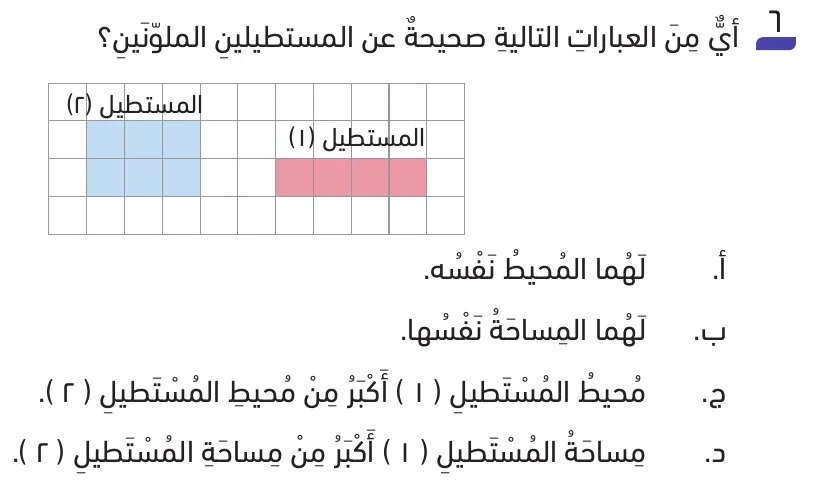 ٦ أيٌّ مِنَ العباراتِ التاليةِ صحيحةٌ عن المستطيلينِ الملوّنَينِ؟
المستطيل (٢)
المستطيل (١)
أ. لَهُما المُحيطُ نَفْسُه.
ب. لَهُما المِساحَةُ نَفْسُها.
ج. مُحيطُ المُسْتَطيلِ ( ١ ) أَكْبَرُ مِنْ مُحيطِ المُسْتَطيلِ ( ٢ ).
د. مِساحَةُ المُسْتَطيلِ ( ١ ) أَكْبَرُ مِنْ مِساحَةِ المُسْتَطيلِ ( ٢ ).